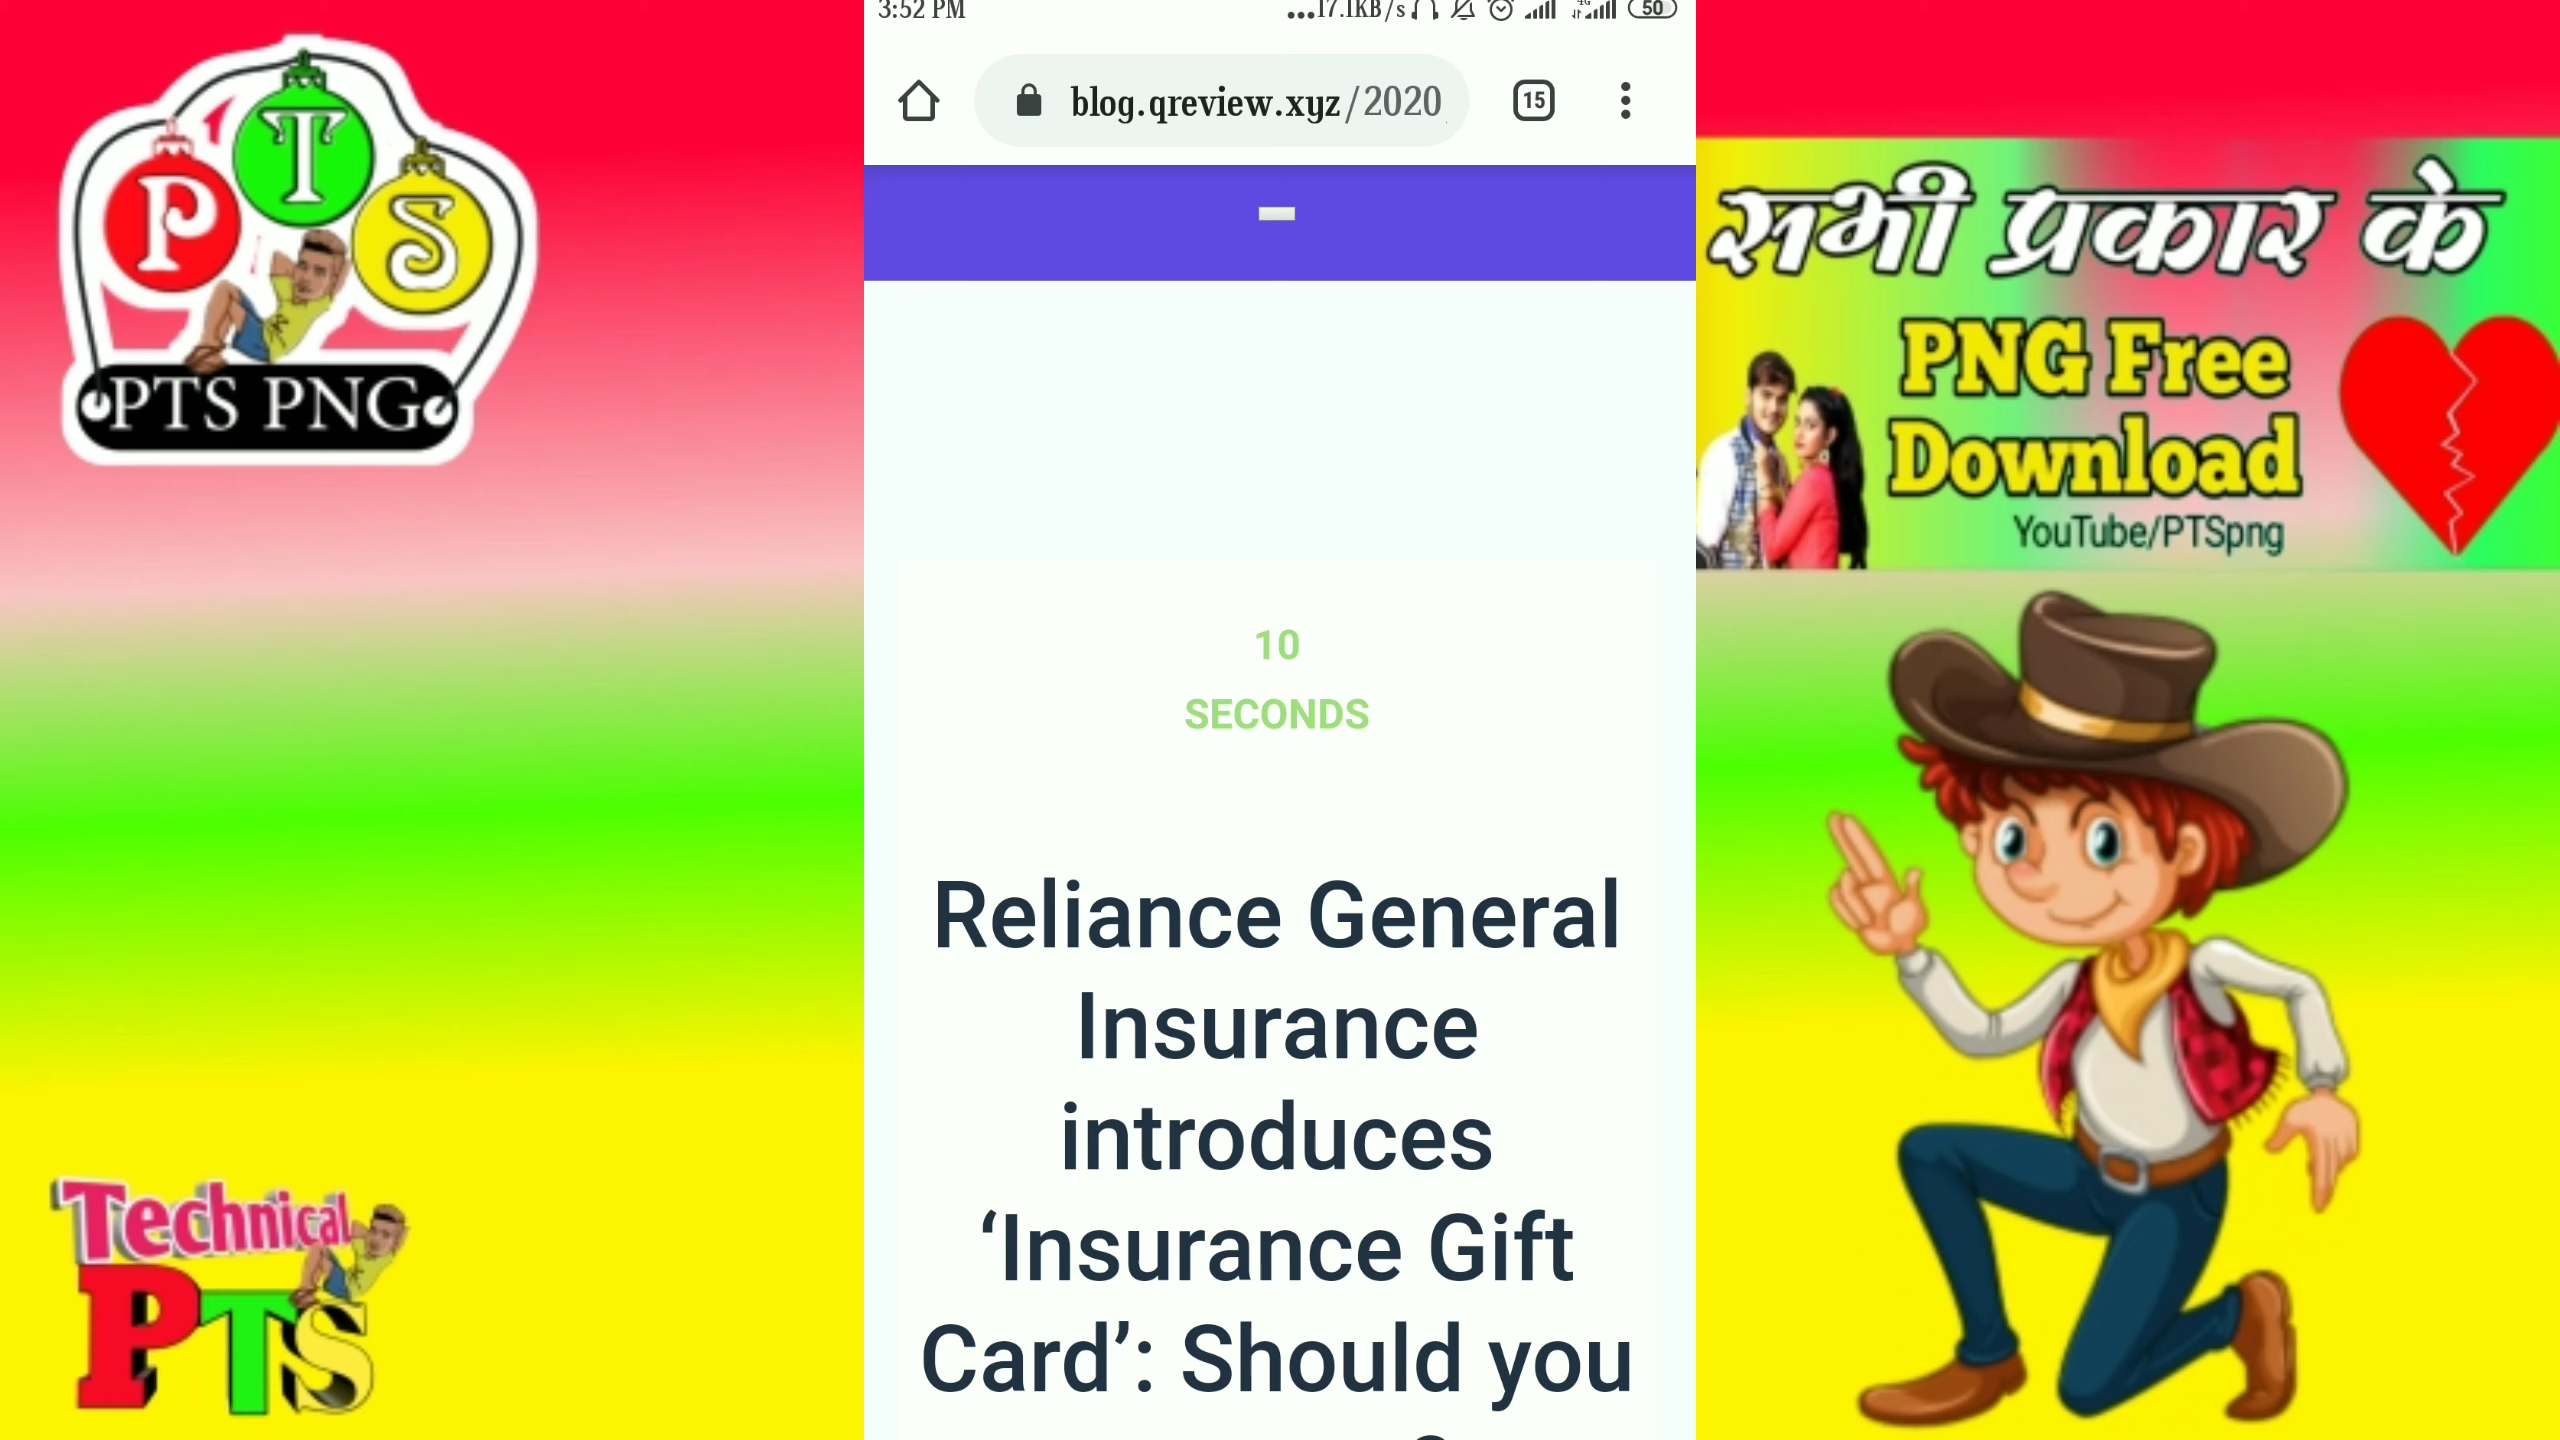 P
T
S
PTS PNG
Technical
PTS
3:52 PM
...17.1KB/s
4G
50
blog.qreview.xyz/2020
15
10
SECONDS
Reliance General
Insurance
introduces
‘Insurance Gift
Card’: Should you
सभी प्रकार के
PNG Free
Download
YouTube/PTSpng